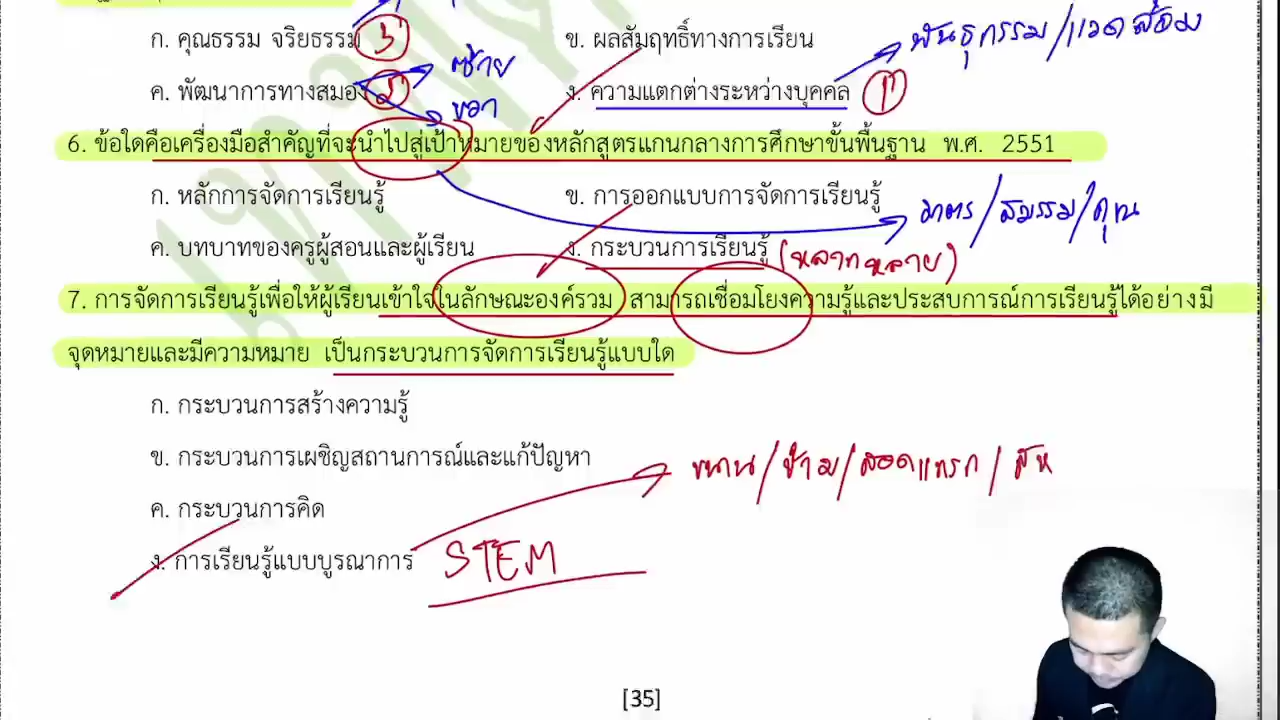 ก. คุณธรรม จริยธรรม 3 ข. ผลสัมฤทธิ์ทางการเรียน พันธุกรรม/แวดล้อม
ค. พัฒนาการทางสมอง ซ้าย ขวา ง. ความแตกต่างระหว่างบุคคล 1
6. ข้อใดคือเครื่องมือสำคัญที่จะนำไปสู่เป้าหมายของหลักสูตรแกนกลางการศึกษาขั้นพื้นฐาน พ.ศ. 2551
ก. หลักการจัดการเรียนรู้ ข. การออกแบบการจัดการเรียนรู้ มาตร/สมรรม/คุณ
ค. บทบาทของครูผู้สอนและผู้เรียน ง. กระบวนการเรียนรู้ (หลากหลาย)
7. การจัดการเรียนรู้เพื่อให้ผู้เรียนเข้าใจในลักษณะองค์รวม สามารถเชื่อมโยงความรู้และประสบการณ์การเรียนรู้ได้อย่างมี
จุดหมายและมีความหมาย เป็นกระบวนการจัดการเรียนรู้แบบใด
ก. กระบวนการสร้างความรู้
ข. กระบวนการเผชิญสถานการณ์และแก้ปัญหา ขนาน/ข้าม/สอดแทรก/สห
ค. กระบวนการคิด
ง. การเรียนรู้แบบบูรณาการ STEM
[35]